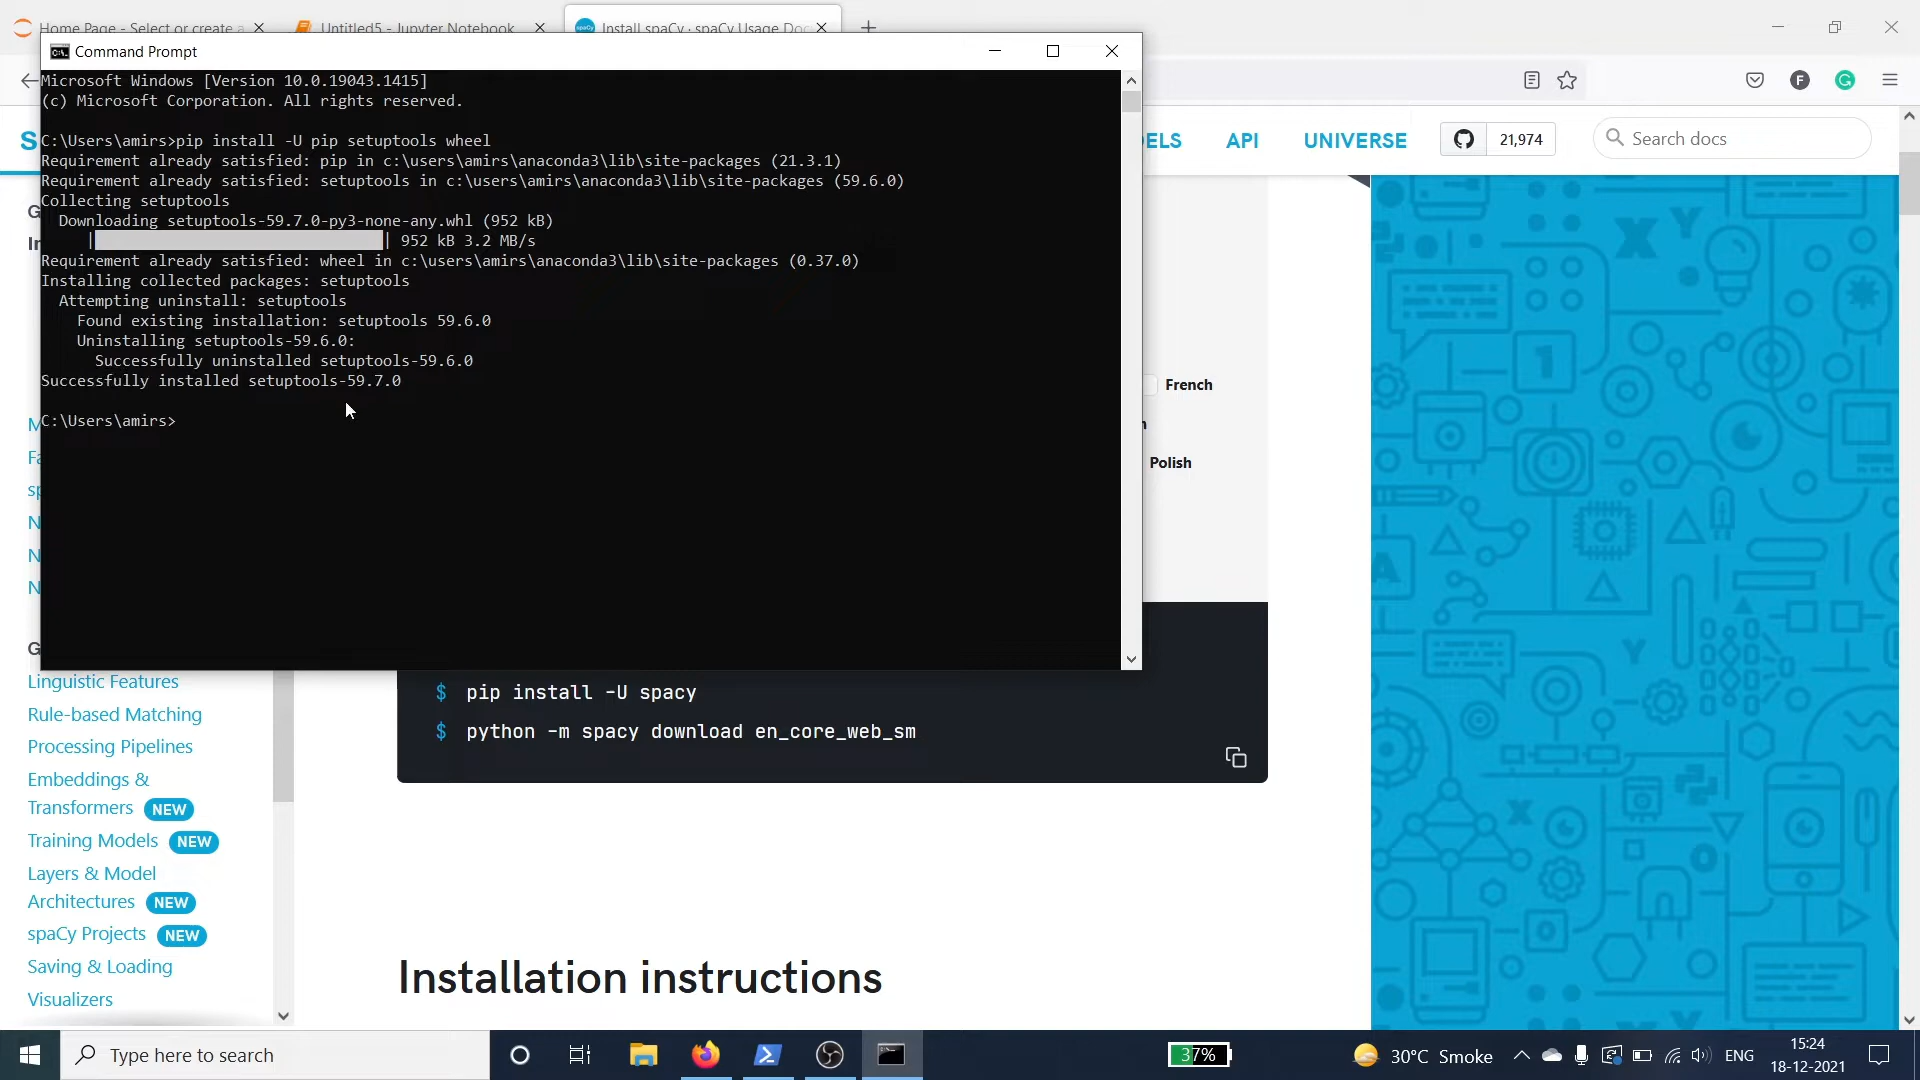 Home Page - Select or create a
Untitled5 - Jupyter Notebook
Install spaCy · spaCy Usage Doc
Command Prompt
Microsoft Windows [Version 10.0.19043.1415]
(c) Microsoft Corporation. All rights reserved.
C:\Users\amirs>pip install -U pip setuptools wheel
Requirement already satisfied: pip in c:\users\amirs\anaconda3\lib\site-packages (21.3.1)
Requirement already satisfied: setuptools in c:\users\amirs\anaconda3\lib\site-packages (59.6.0)
Collecting setuptools
Downloading setuptools-59.7.0-py3-none-any.whl (952 kB)
| | 952 kB 3.2 MB/s
Requirement already satisfied: wheel in c:\users\amirs\anaconda3\lib\site-packages (0.37.0)
Installing collected packages: setuptools
Attempting uninstall: setuptools
Found existing installation: setuptools 59.6.0
Uninstalling setuptools-59.6.0:
Successfully uninstalled setuptools-59.6.0
Successfully installed setuptools-59.7.0
C:\Users\amirs>
ELS API UNIVERSE 21,974 Search docs
French
Polish
$ pip install -U spacy
$ python -m spacy download en_core_web_sm
Linguistic Features
Rule-based Matching
Processing Pipelines
Embeddings &
Transformers NEW
Training Models NEW
Layers & Model
Architectures NEW
spaCy Projects NEW
Saving & Loading
Visualizers
Installation instructions
Type here to search
37%
30°C Smoke
ENG
15:24
18-12-2021